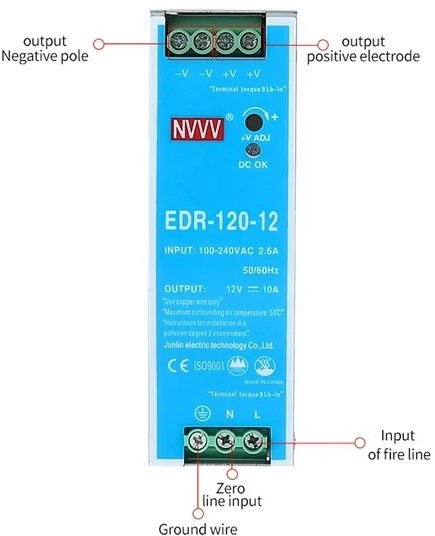 output
Negative pole
output
positive electrode
-V -V +V +V
"Terminal torque 9 Lb-in"
NVVV ®
+
+V ADJ
DC OK
EDR-120-12
INPUT: 100-240VAC 2.6A
50/60Hz
OUTPUT: 12V ⎓ 10A
"Use copper wire only"
"Maximum surrounding air temperature 50℃"
"Instructions for installation in a
pollution degree 2 environment"
Junlin electric technology Co.,Ltd.
CE ISO9001
MADE IN CHINA
"Terminal torque 9 Lb-in"
N L
Input
of fire line
Zero
line input
Ground wire